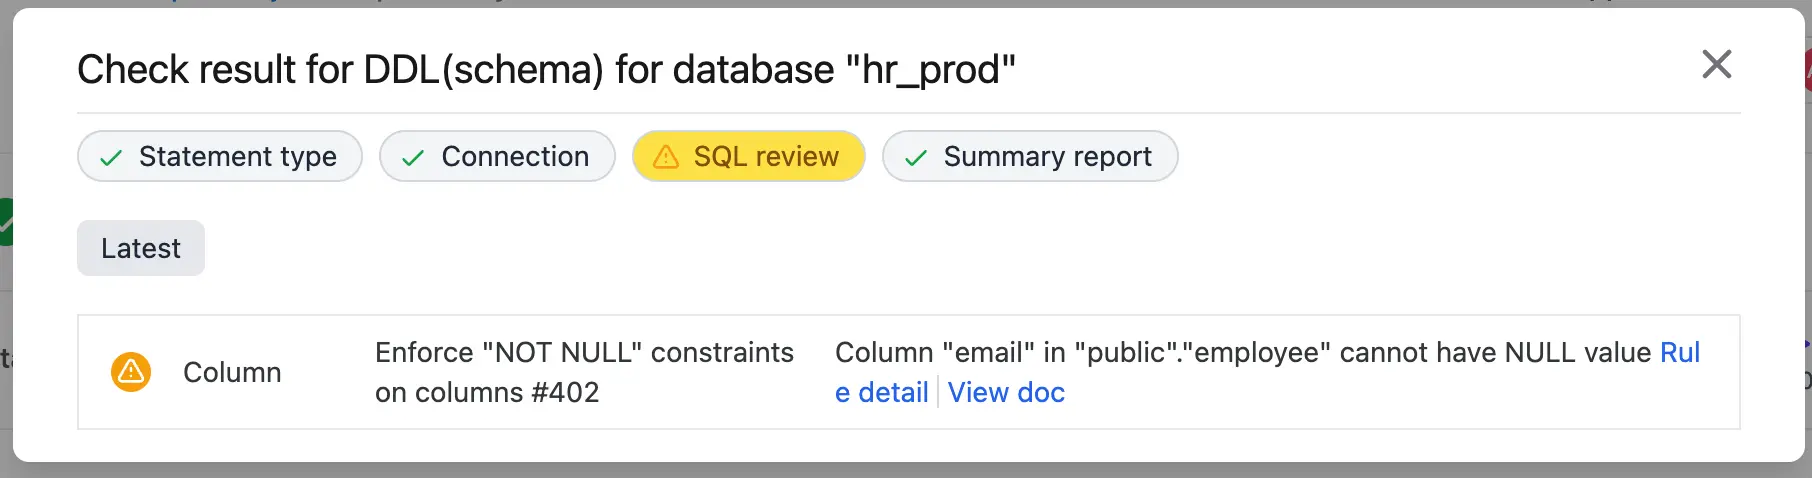 Check result for DDL(schema) for database "hr_prod"
Statement type
Connection
SQL review
Summary report
Latest
Column
Enforce "NOT NULL" constraints
on columns #402
Column "email" in "public"."employee" cannot have NULL value Rul
e detail
View doc